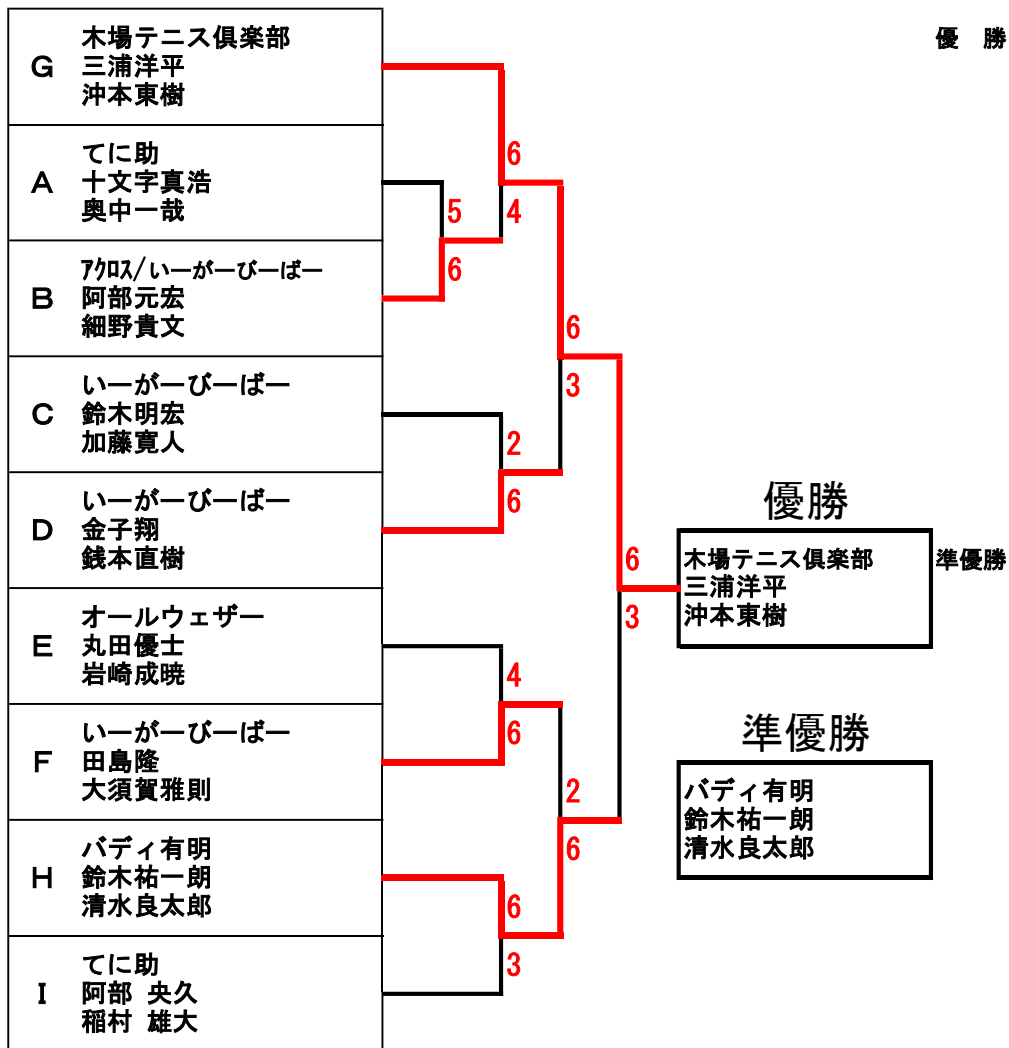 G
木場テニス倶楽部
三浦洋平
沖本東樹
A
てに助
十文字真浩
奥中一哉
B
ｱｸﾛｽ/いーがーびーばー
阿部元宏
細野貴文
C
いーがーびーばー
鈴木明宏
加藤寛人
D
いーがーびーばー
金子翔
銭本直樹
E
オールウェザー
丸田優士
岩崎成暁
F
いーがーびーばー
田島隆
大須賀雅則
H
バディ有明
鈴木祐一朗
清水良太郎
I
てに助
阿部 央久
稲村 雄大
5
6
6
4
2
6
4
6
6
3
6
3
2
6
6
3
優勝
木場テニス倶楽部
三浦洋平
沖本東樹
準優勝
バディ有明
鈴木祐一朗
清水良太郎
優 勝
準優勝